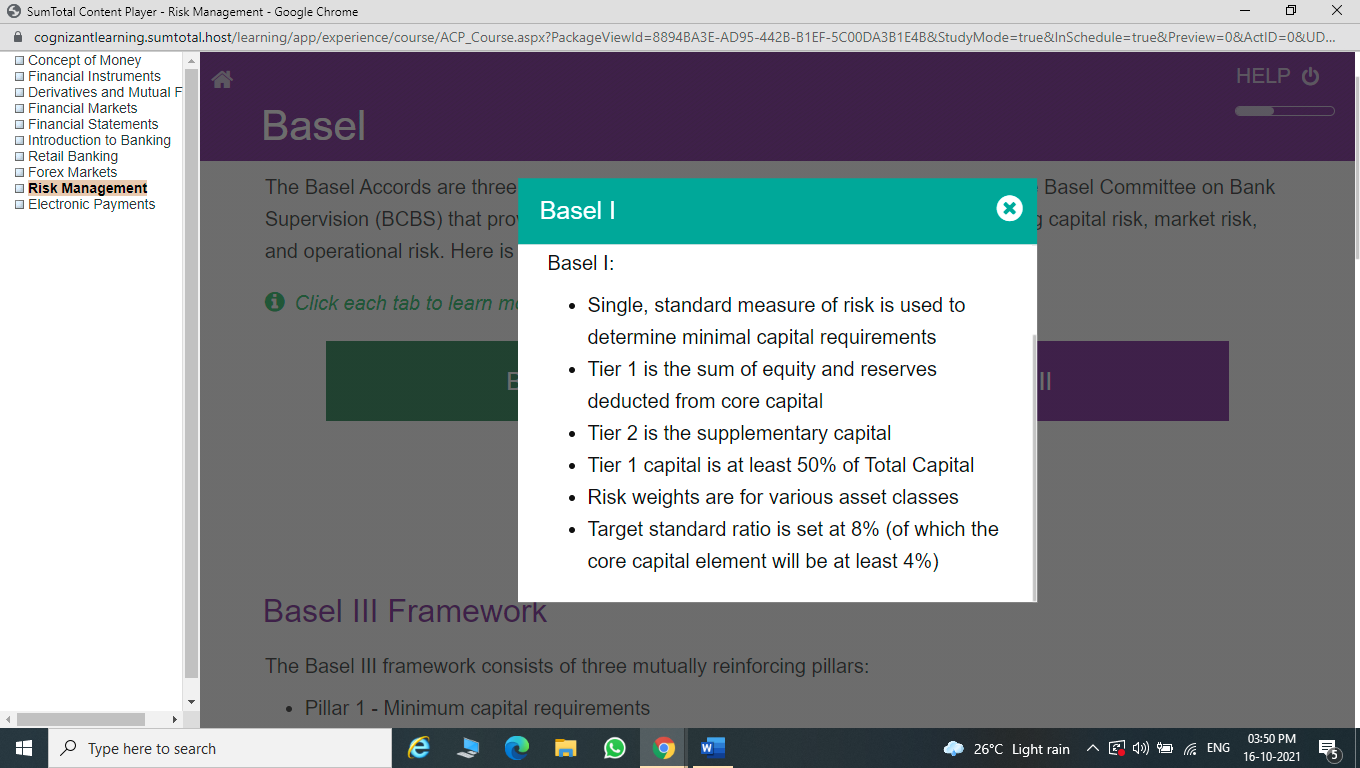 SumTotal Content Player - Risk Management - Google Chrome
cognizantlearning.sumtotal.host/learning/app/experience/course/ACP_Course.aspx?PackageViewId=8894BA3E-AD95-442B-B1EF-5C00DA3B1E4B&StudyMode=true&InSchedule=true&Preview=0&ActID=0&UD...
Concept of Money
Financial Instruments
Derivatives and Mutual F
Financial Markets
Financial Statements
Introduction to Banking
Retail Banking
Forex Markets
Risk Management
Electronic Payments
HELP
Basel
The Basel Accords are three Basel Committee on Bank
Supervision (BCBS) that capital risk, market risk,
and operational risk. Here is
Click each tab to learn
II
Basel I
Basel I:
• Single, standard measure of risk is used to
determine minimal capital requirements
• Tier 1 is the sum of equity and reserves
deducted from core capital
• Tier 2 is the supplementary capital
• Tier 1 capital is at least 50% of Total Capital
• Risk weights are for various asset classes
• Target standard ratio is set at 8% (of which the
core capital element will be at least 4%)
Basel III Framework
The Basel III framework consists of three mutually reinforcing pillars:
• Pillar 1 - Minimum capital requirements
Type here to search
26°C Light rain
ENG
03:50 PM
16-10-2021
5